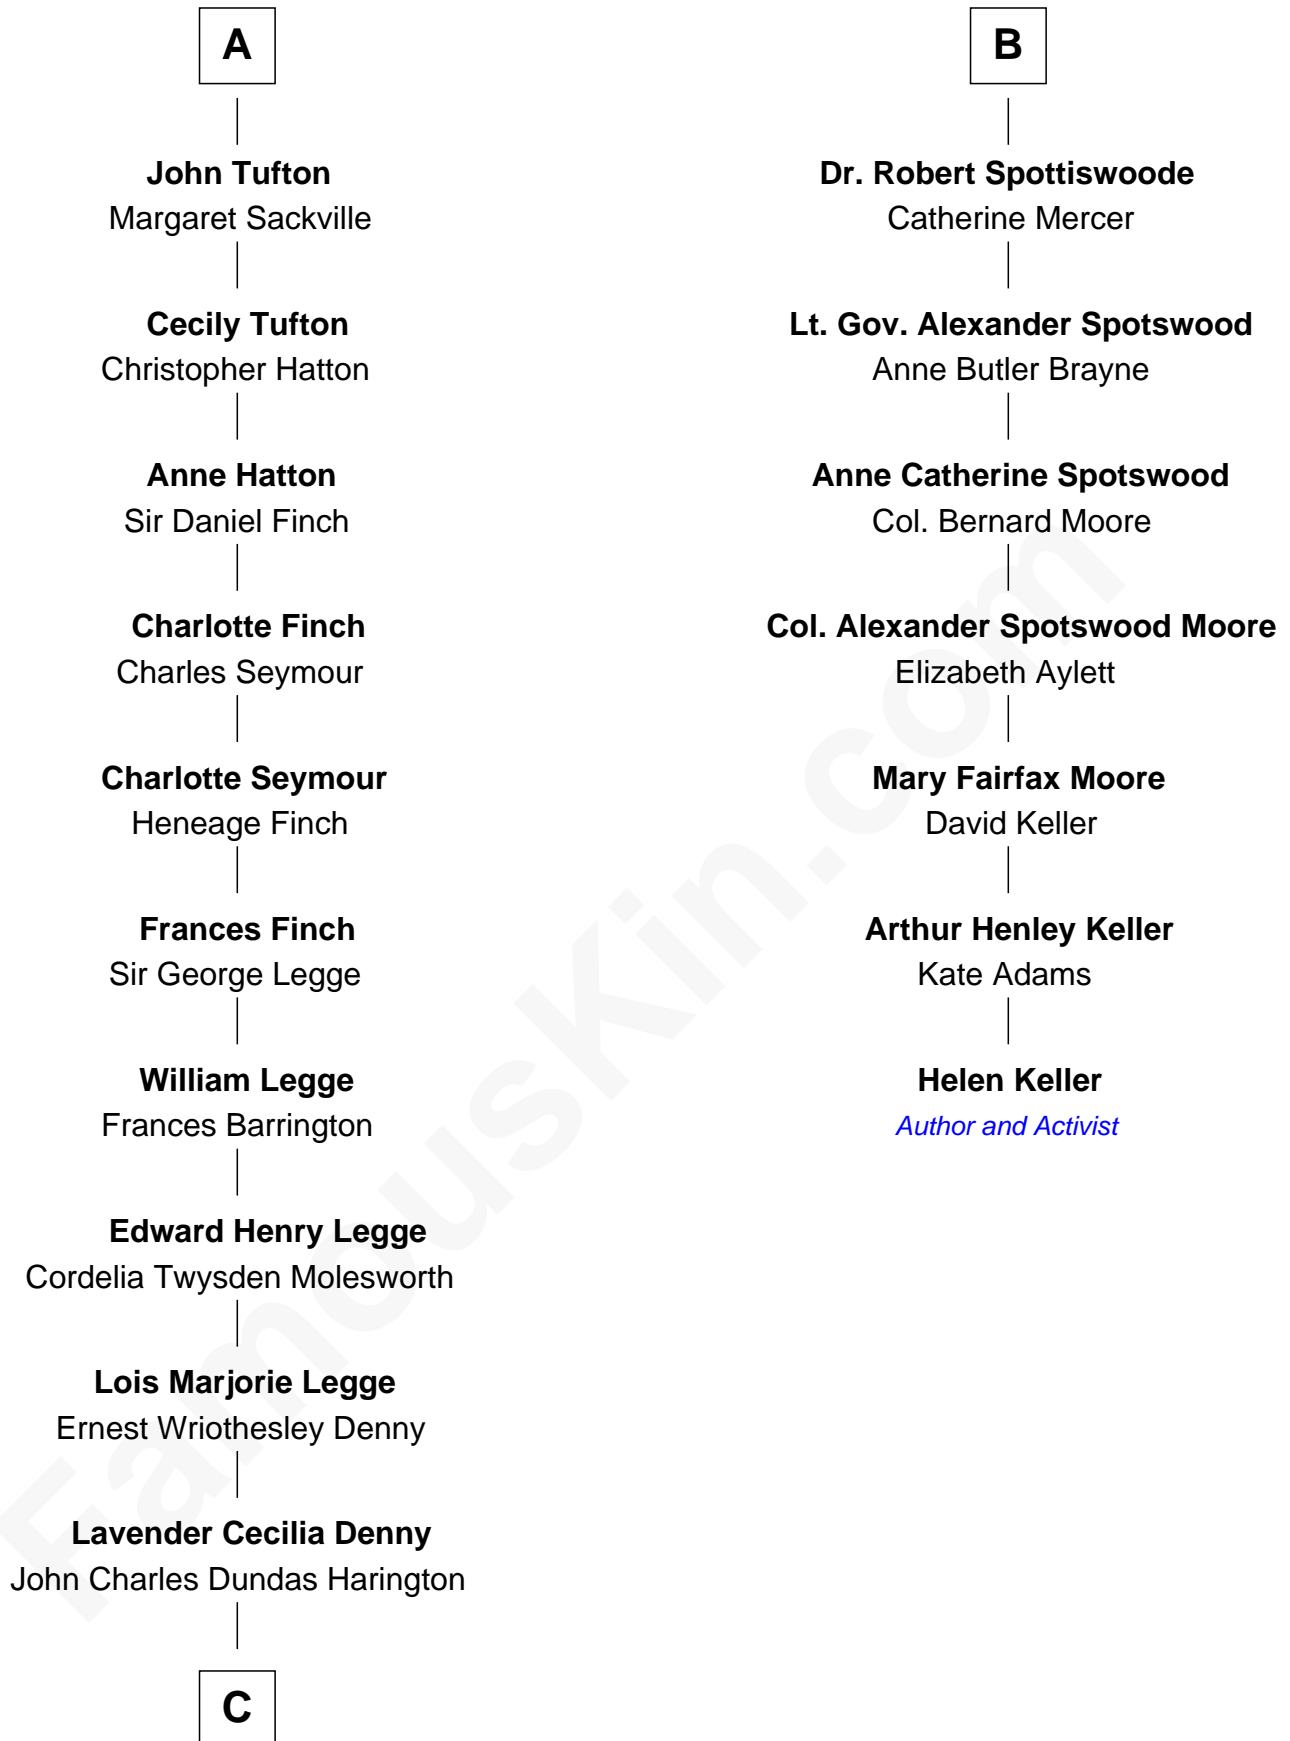 A
John Tufton
Margaret Sackville
Cecily Tufton
Christopher Hatton
Anne Hatton
Sir Daniel Finch
Charlotte Finch
Charles Seymour
Charlotte Seymour
Heneage Finch
Frances Finch
Sir George Legge
William Legge
Frances Barrington
Edward Henry Legge
Cordelia Twysden Molesworth
Lois Marjorie Legge
Ernest Wriothesley Denny
Lavender Cecilia Denny
John Charles Dundas Harington
C
B
Dr. Robert Spottiswoode
Catherine Mercer
Lt. Gov. Alexander Spotswood
Anne Butler Brayne
Anne Catherine Spotswood
Col. Bernard Moore
Col. Alexander Spotswood Moore
Elizabeth Aylett
Mary Fairfax Moore
David Keller
Arthur Henley Keller
Kate Adams
Helen Keller
Author and Activist
FamousKin.com